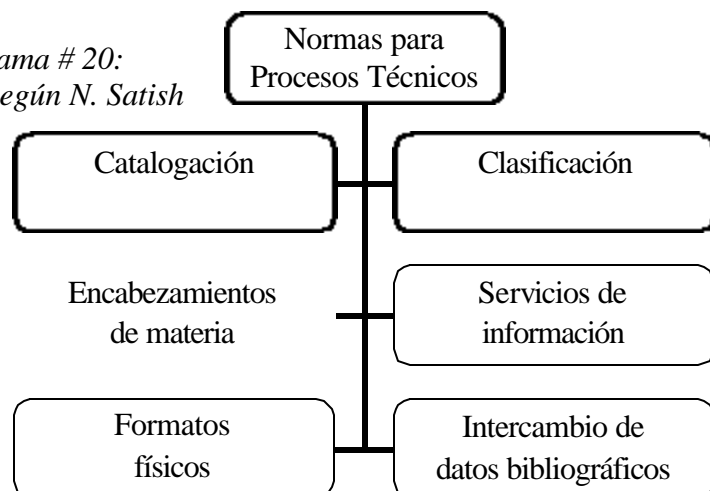 ama # 20:
egún N. Satish
Normas para
Procesos Técnicos
Catalogación
Clasificación
Encabezamientos
de materia
Servicios de
información
Formatos
físicos
Intercambio de
datos bibliográficos